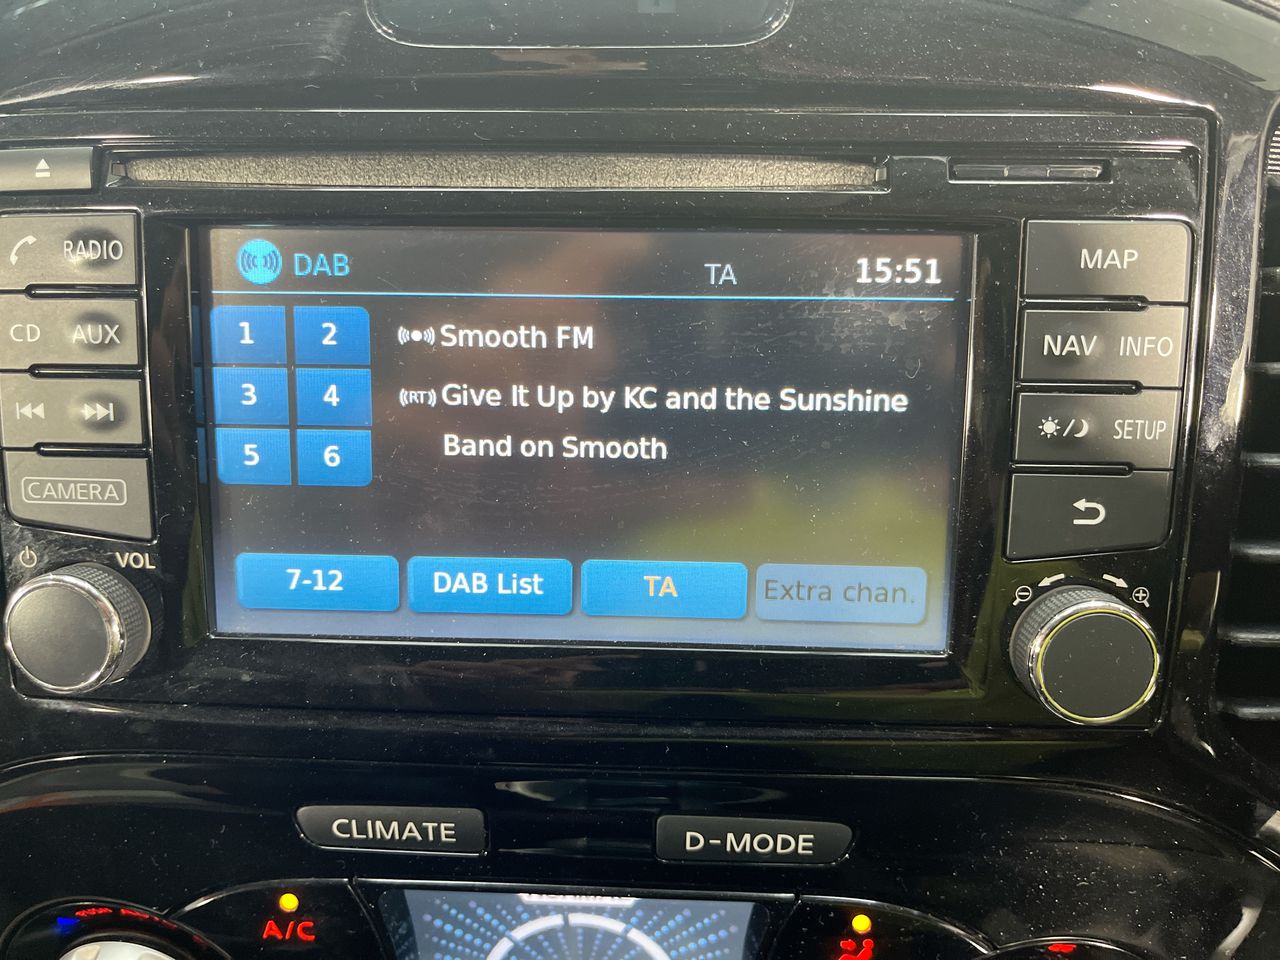 DAB
TA
15:51
RADIO
MAP
1
2
Smooth FM
CD
AUX
NAV
INFO
3
4
(RT)
Give It Up by KC and the Sunshine
Band on Smooth
5
6
SETUP
CAMERA
VOL
7-12
DAB List
TA
Extra chan.
CLIMATE
D-MODE
A/C